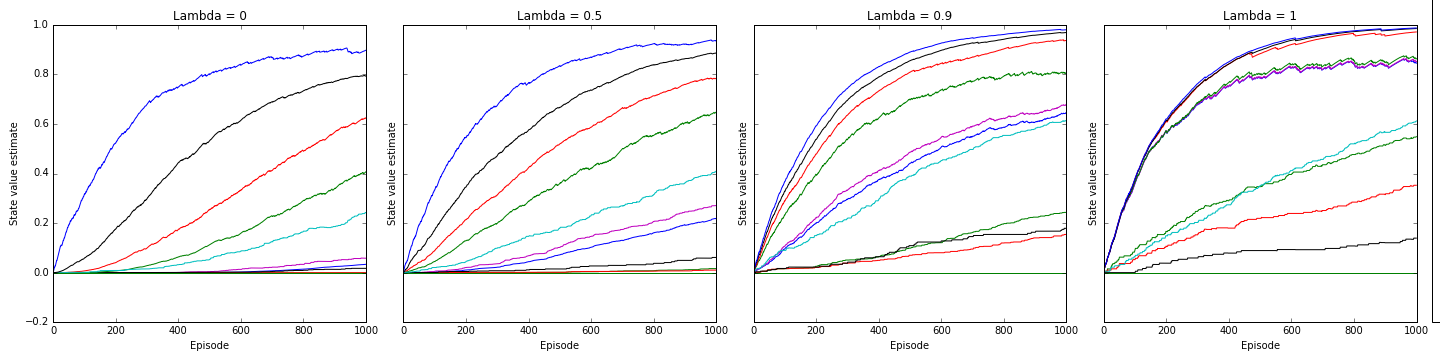 Lambda = 0
Lambda = 0.5
Lambda = 0.9
Lambda = 1
State value estimate
State value estimate
State value estimate
State value estimate
1.0
0.8
0.6
0.4
0.2
0.0
−0.2
0 200 400 600 800 1000
0 200 400 600 800 1000
0 200 400 600 800 1000
0 200 400 600 800 1000
Episode
Episode
Episode
Episode